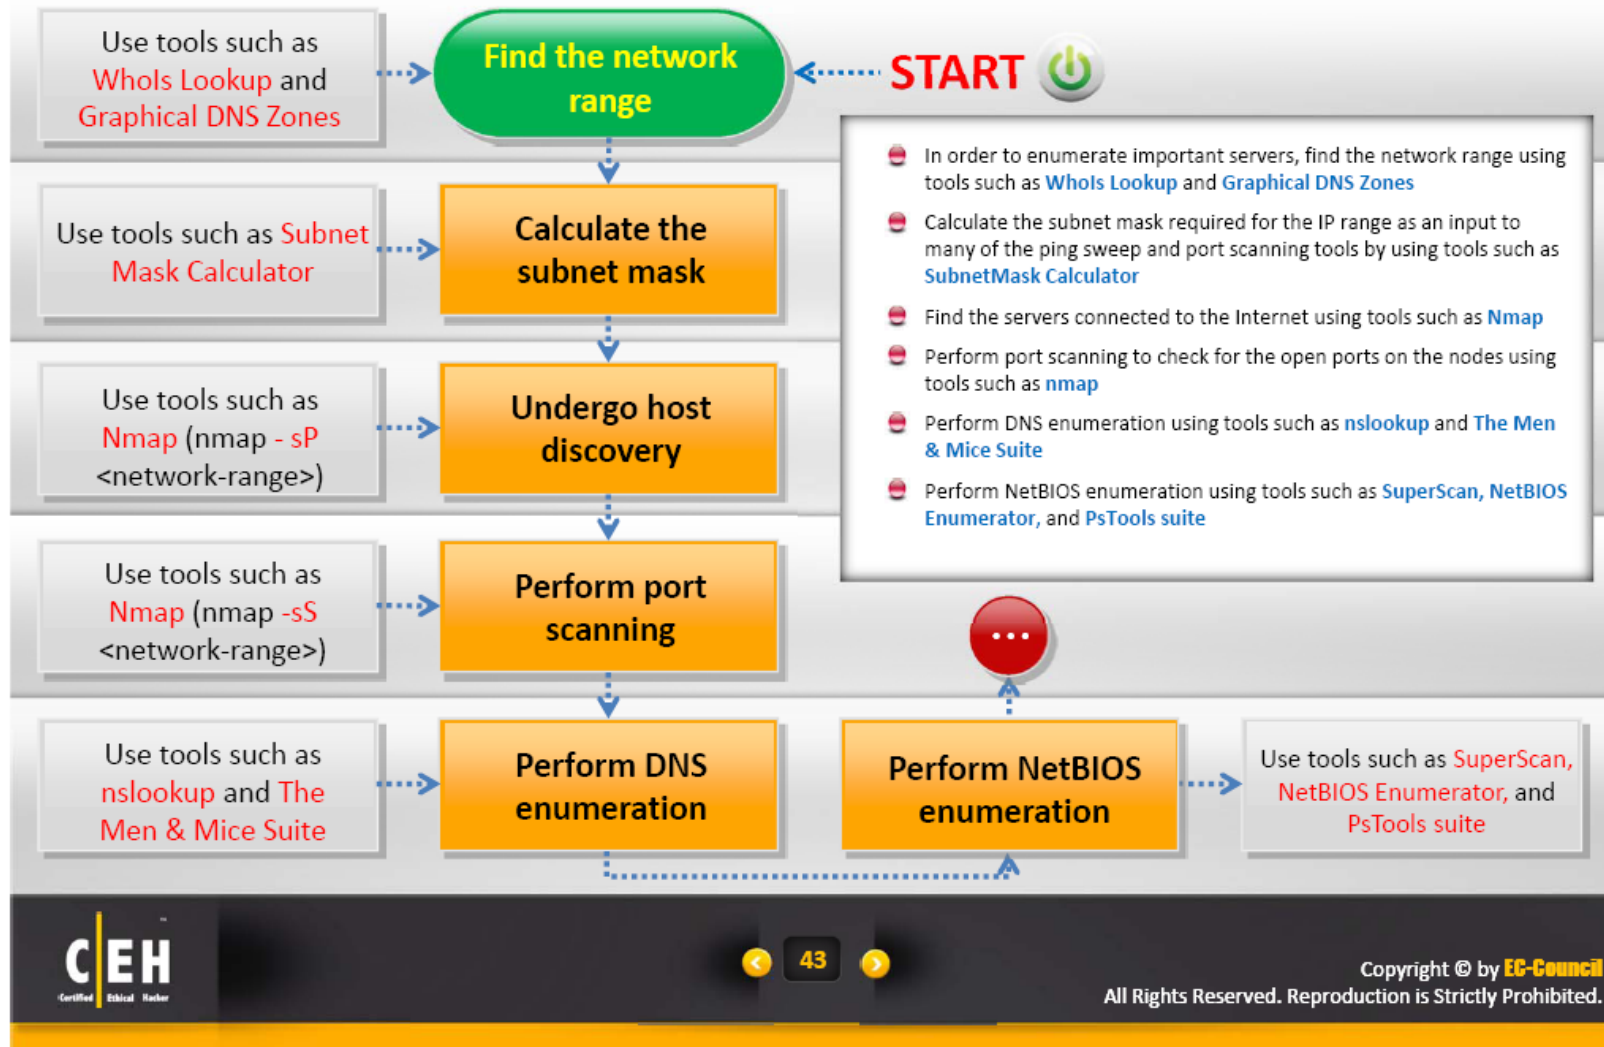 Use tools such as
WhoIs Lookup and
Graphical DNS Zones
Find the network
range
START
Use tools such as Subnet
Mask Calculator
Calculate the
subnet mask
Use tools such as
Nmap (nmap - sP
<network-range>)
Undergo host
discovery
Use tools such as
Nmap (nmap -sS
<network-range>)
Perform port
scanning
Use tools such as
nslookup and The
Men & Mice Suite
Perform DNS
enumeration
In order to enumerate important servers, find the network range using
tools such as WhoIs Lookup and Graphical DNS Zones
Calculate the subnet mask required for the IP range as an input to
many of the ping sweep and port scanning tools by using tools such as
SubnetMask Calculator
Find the servers connected to the Internet using tools such as Nmap
Perform port scanning to check for the open ports on the nodes using
tools such as nmap
Perform DNS enumeration using tools such as nslookup and The Men
& Mice Suite
Perform NetBIOS enumeration using tools such as SuperScan, NetBIOS
Enumerator, and PsTools suite
...
Perform NetBIOS
enumeration
Use tools such as SuperScan,
NetBIOS Enumerator, and
PsTools suite
C EH
Certified Ethical Hacker
43
Copyright © by EC-Council
All Rights Reserved. Reproduction is Strictly Prohibited.